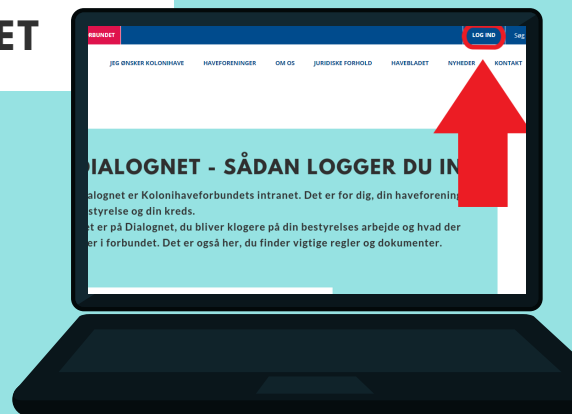 ET
RBUNDET LOG IND Søg
JEG ØNSKER KOLONIHAVE HAVEFORENINGER OM OS JURIDISKE FORHOLD HAVEBLADET NYHEDER KONTAKT
IALOGNET - SÅDAN LOGGER DU IN
alognet er Kolonihaveforbundets intranet. Det er for dig, din haveforening
styrelse og din kreds.
et er på Dialognet, du bliver klogere på din bestyrelses arbejde og hvad der
er i forbundet. Det er også her, du finder vigtige regler og dokumenter.